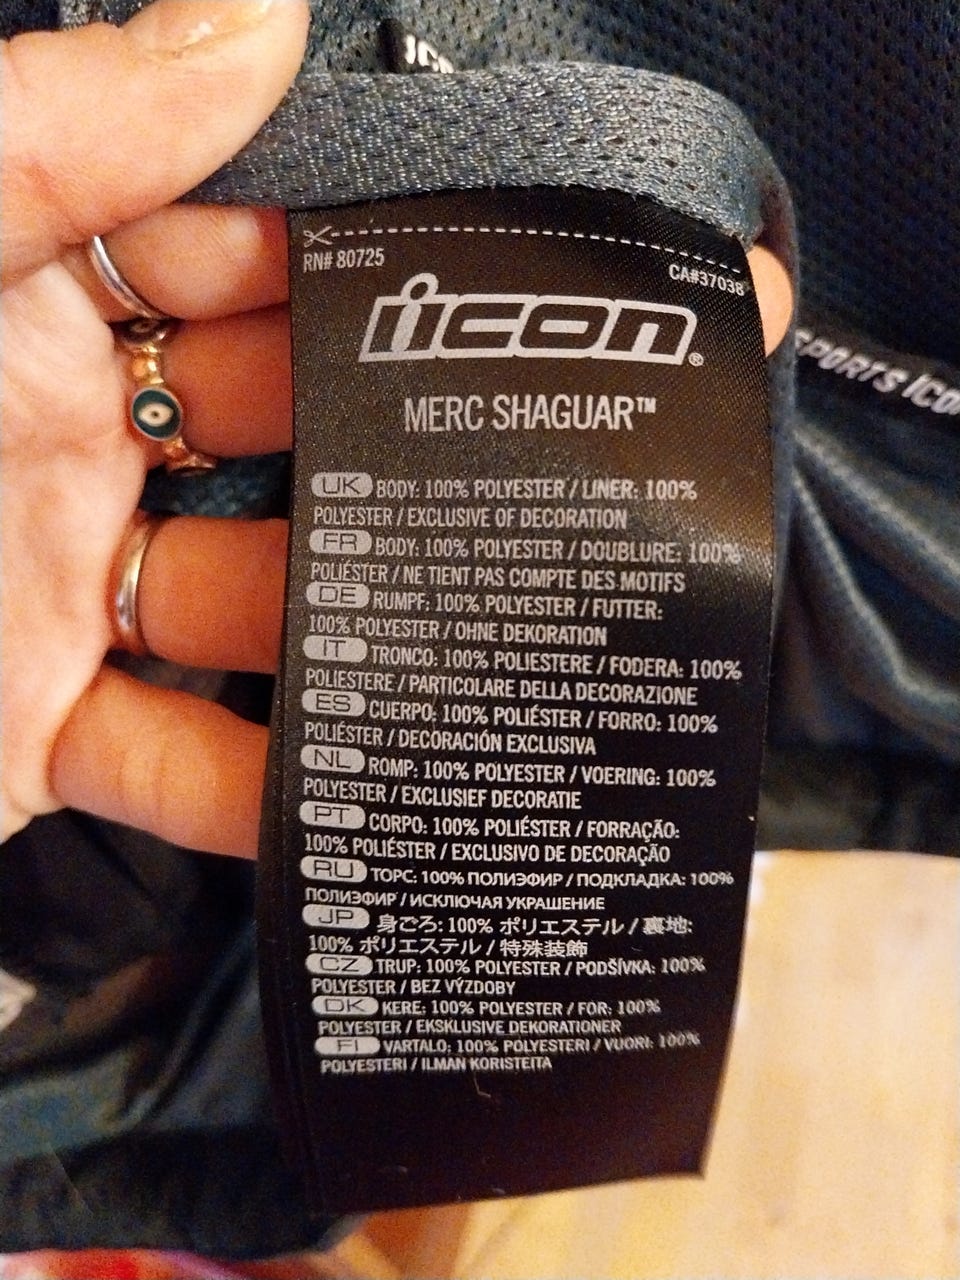 iCON
RN# 80725
CA#37038
icon®
MERC SHAGUAR™
SPORTS iCON
UK BODY: 100% POLYESTER / LINER: 100%
POLYESTER / EXCLUSIVE OF DECORATION
FR BODY: 100% POLYESTER / DOUBLURE: 100%
POLIÉSTER / NE TIENT PAS COMPTE DES MOTIFS
DE RUMPF: 100% POLYESTER / FUTTER:
100% POLYESTER / OHNE DEKORATION
IT TRONCO: 100% POLIESTERE / FODERA: 100%
POLIESTERE / PARTICOLARE DELLA DECORAZIONE
ES CUERPO: 100% POLIÉSTER / FORRO: 100%
POLIÉSTER / DECORACIÓN EXCLUSIVA
NL ROMP: 100% POLYESTER / VOERING: 100%
POLYESTER / EXCLUSIEF DECORATIE
PT CORPO: 100% POLIÉSTER / FORRAÇÃO:
100% POLIÉSTER / EXCLUSIVO DE DECORAÇÃO
RU ТОРС: 100% ПОЛИЭФИР / ПОДКЛАДКА: 100%
ПОЛИЭФИР / ИСКЛЮЧАЯ УКРАШЕНИЕ
JP 身ごろ: 100% ポリエステル / 裏地:
100% ポリエステル / 特殊装飾
CZ TRUP: 100% POLYESTER / PODŠÍVKA: 100%
POLYESTER / BEZ VÝZDOBY
DK KERE: 100% POLYESTER / FOR: 100%
POLYESTER / EKSKLUSIVE DEKORATIONER
FI VARTALO: 100% POLYESTERI / VUORI: 100%
POLYESTERI / ILMAN KORISTEITA